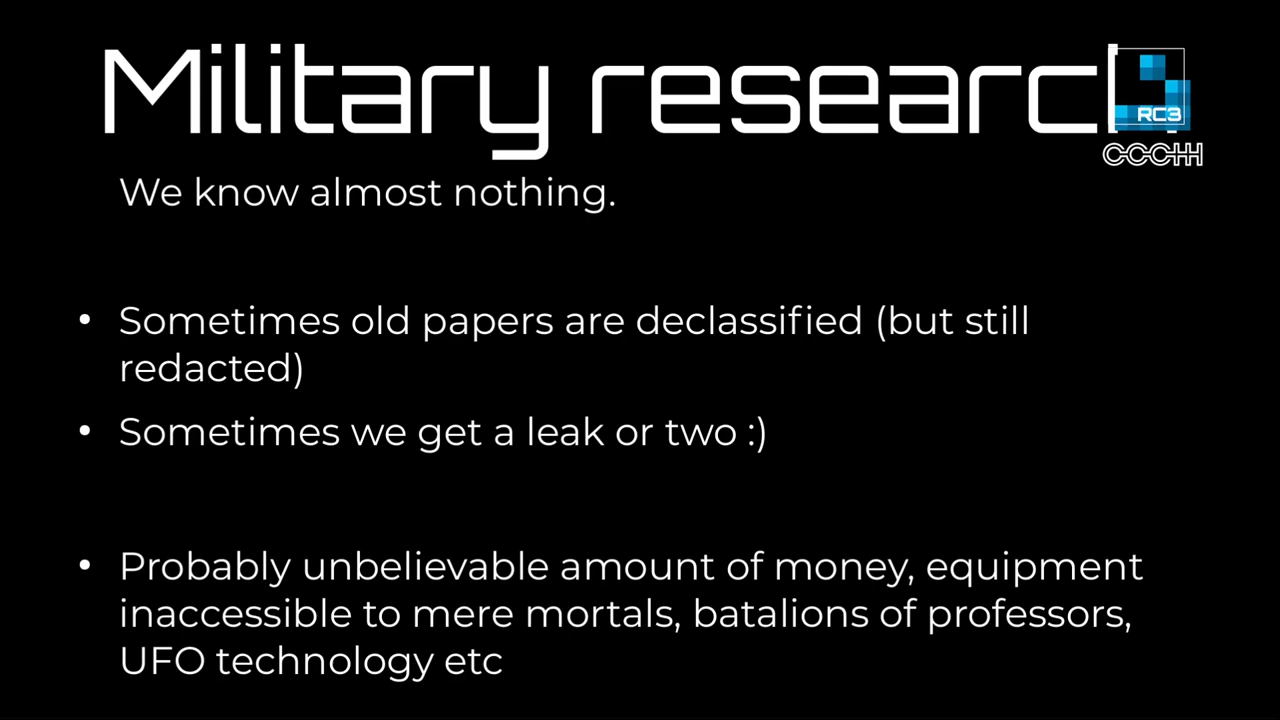 Military research
RC3
CCCHH
We know almost nothing.
• Sometimes old papers are declassified (but still
redacted)
• Sometimes we get a leak or two :)
• Probably unbelievable amount of money, equipment
inaccessible to mere mortals, batalions of professors,
UFO technology etc